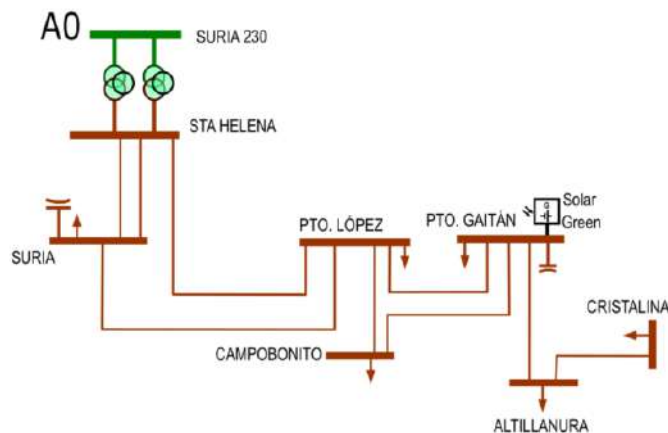 A0
SURIA 230
STA HELENA
Solar
Green
PTO. LÓPEZ
PTO. GAITÁN
SURIA
CRISTALINA
CAMPOBONITO
ALTILLANURA